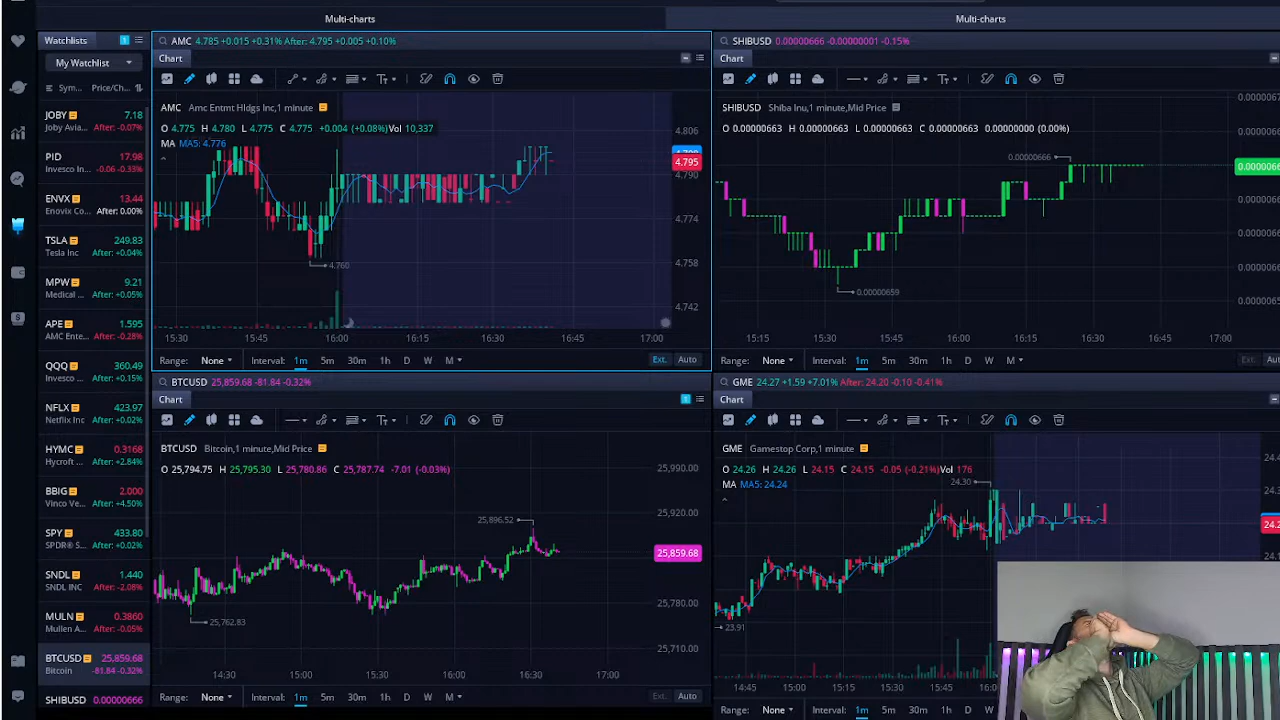 Multi-charts
Multi-charts
Watchlists 1
My Watchlist
Sym... Price/Ch...
JOBY 7.18
Joby Avia... After: -0.07%
PID 17.98
Invesco In... -0.06 -0.33%
ENVX 13.44
Enovix Co... After: 0.00%
TSLA 249.83
Tesla Inc After: +0.04%
MPW 9.21
Medical ... After: +0.05%
APE 1.595
AMC Ente... After: -0.28%
QQQ 360.49
Invesco ... After: +0.15%
NFLX 423.97
Netflix Inc After: +0.02%
HYMC 0.3168
Hycroft ... After: +2.84%
BBIG 2.000
Vinco Ve... After: +4.50%
SPY 433.80
SPDR® S... After: +0.02%
SNDL 1.440
SNDL INC After: -2.08%
MULN 0.3860
Mullen A... After: -0.05%
BTCUSD 25,859.68
Bitcoin -81.84 -0.32%
SHIBUSD 0.00000666
AMC 4.785 +0.015 +0.31% After: 4.795 +0.005 +0.10%
Chart
AMC Amc Entmt Hldgs Inc,1 minute
O 4.775 H 4.780 L 4.775 C 4.775 +0.004 (+0.08%) Vol 10,337
MA MA5: 4.776
4.806
4.795
4.790
4.774
4.758
4.742
4.760
15:30 15:45 16:00 16:15 16:30 16:45 17:00
Range: None Interval: 1m 5m 30m 1h D W M Ext. Auto
SHIBUSD 0.00000666 -0.00000001 -0.15%
Chart
SHIBUSD Shiba Inu,1 minute,Mid Price
O 0.00000663 H 0.00000663 L 0.00000663 C 0.00000663 0.00000000 (0.00%)
0.00000666
0.00000659
15:15 15:30 15:45 16:00 16:15 16:30 16:45 17:00
Range: None Interval: 1m 5m 30m 1h D W M Ext.
BTCUSD 25,859.68 -81.84 -0.32%
Chart 1
BTCUSD Bitcoin,1 minute,Mid Price
O 25,794.75 H 25,795.30 L 25,780.86 C 25,787.74 -7.01 (-0.03%)
25,990.00
25,920.00
25,896.52
25,859.68
25,780.00
25,762.83
25,710.00
14:30 15:00 15:30 16:00 16:30 17:00
Range: None Interval: 1m 5m 30m 1h D W M Ext. Auto
GME 24.27 +1.59 +7.01% After: 24.20 -0.10 -0.41%
Chart
GME Gamestop Corp,1 minute
O 24.26 H 24.26 L 24.15 C 24.15 -0.05 (-0.21%) Vol 176
MA MA5: 24.24
24.30
23.91
14:45 15:00 15:15 15:30 15:45
Range: None Interval: 1m 5m 30m 1h D W M